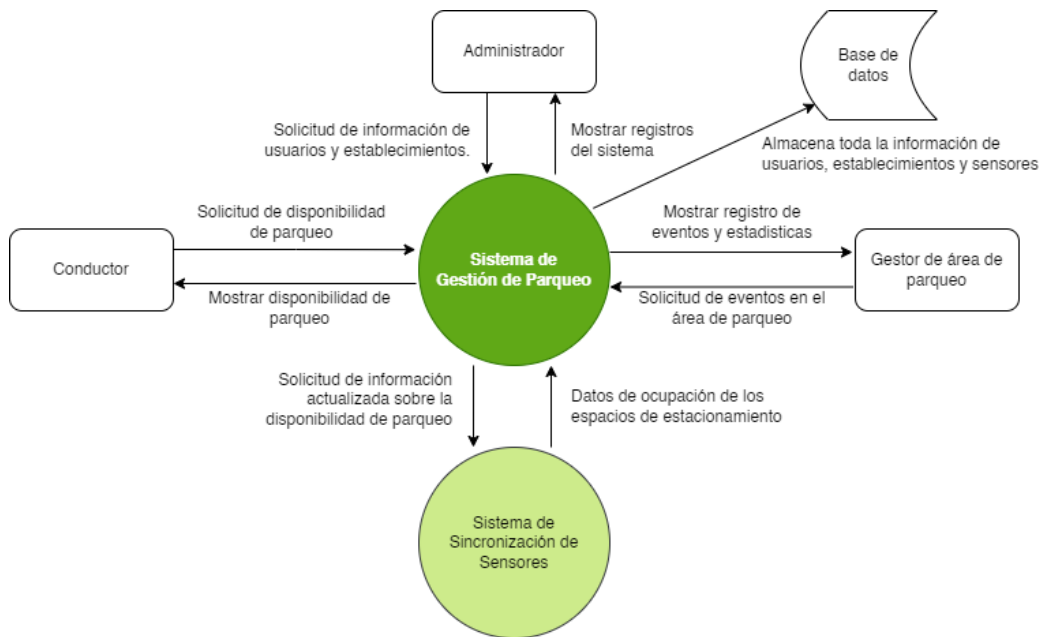 Administrador
Base de
datos
Solicitud de información de
usuarios y establecimientos.
Mostrar registros
del sistema
Almacena toda la información de
usuarios, establecimientos y sensores
Solicitud de disponibilidad
de parqueo
Mostrar registro de
eventos y estadisticas
Conductor
Sistema de
Gestión de Parqueo
Gestor de área de
parqueo
Mostrar disponibilidad de
parqueo
Solicitud de eventos en el
área de parqueo
Solicitud de información
actualizada sobre la
disponibilidad de parqueo
Datos de ocupación de los
espacios de estacionamiento
Sistema de
Sincronización de
Sensores